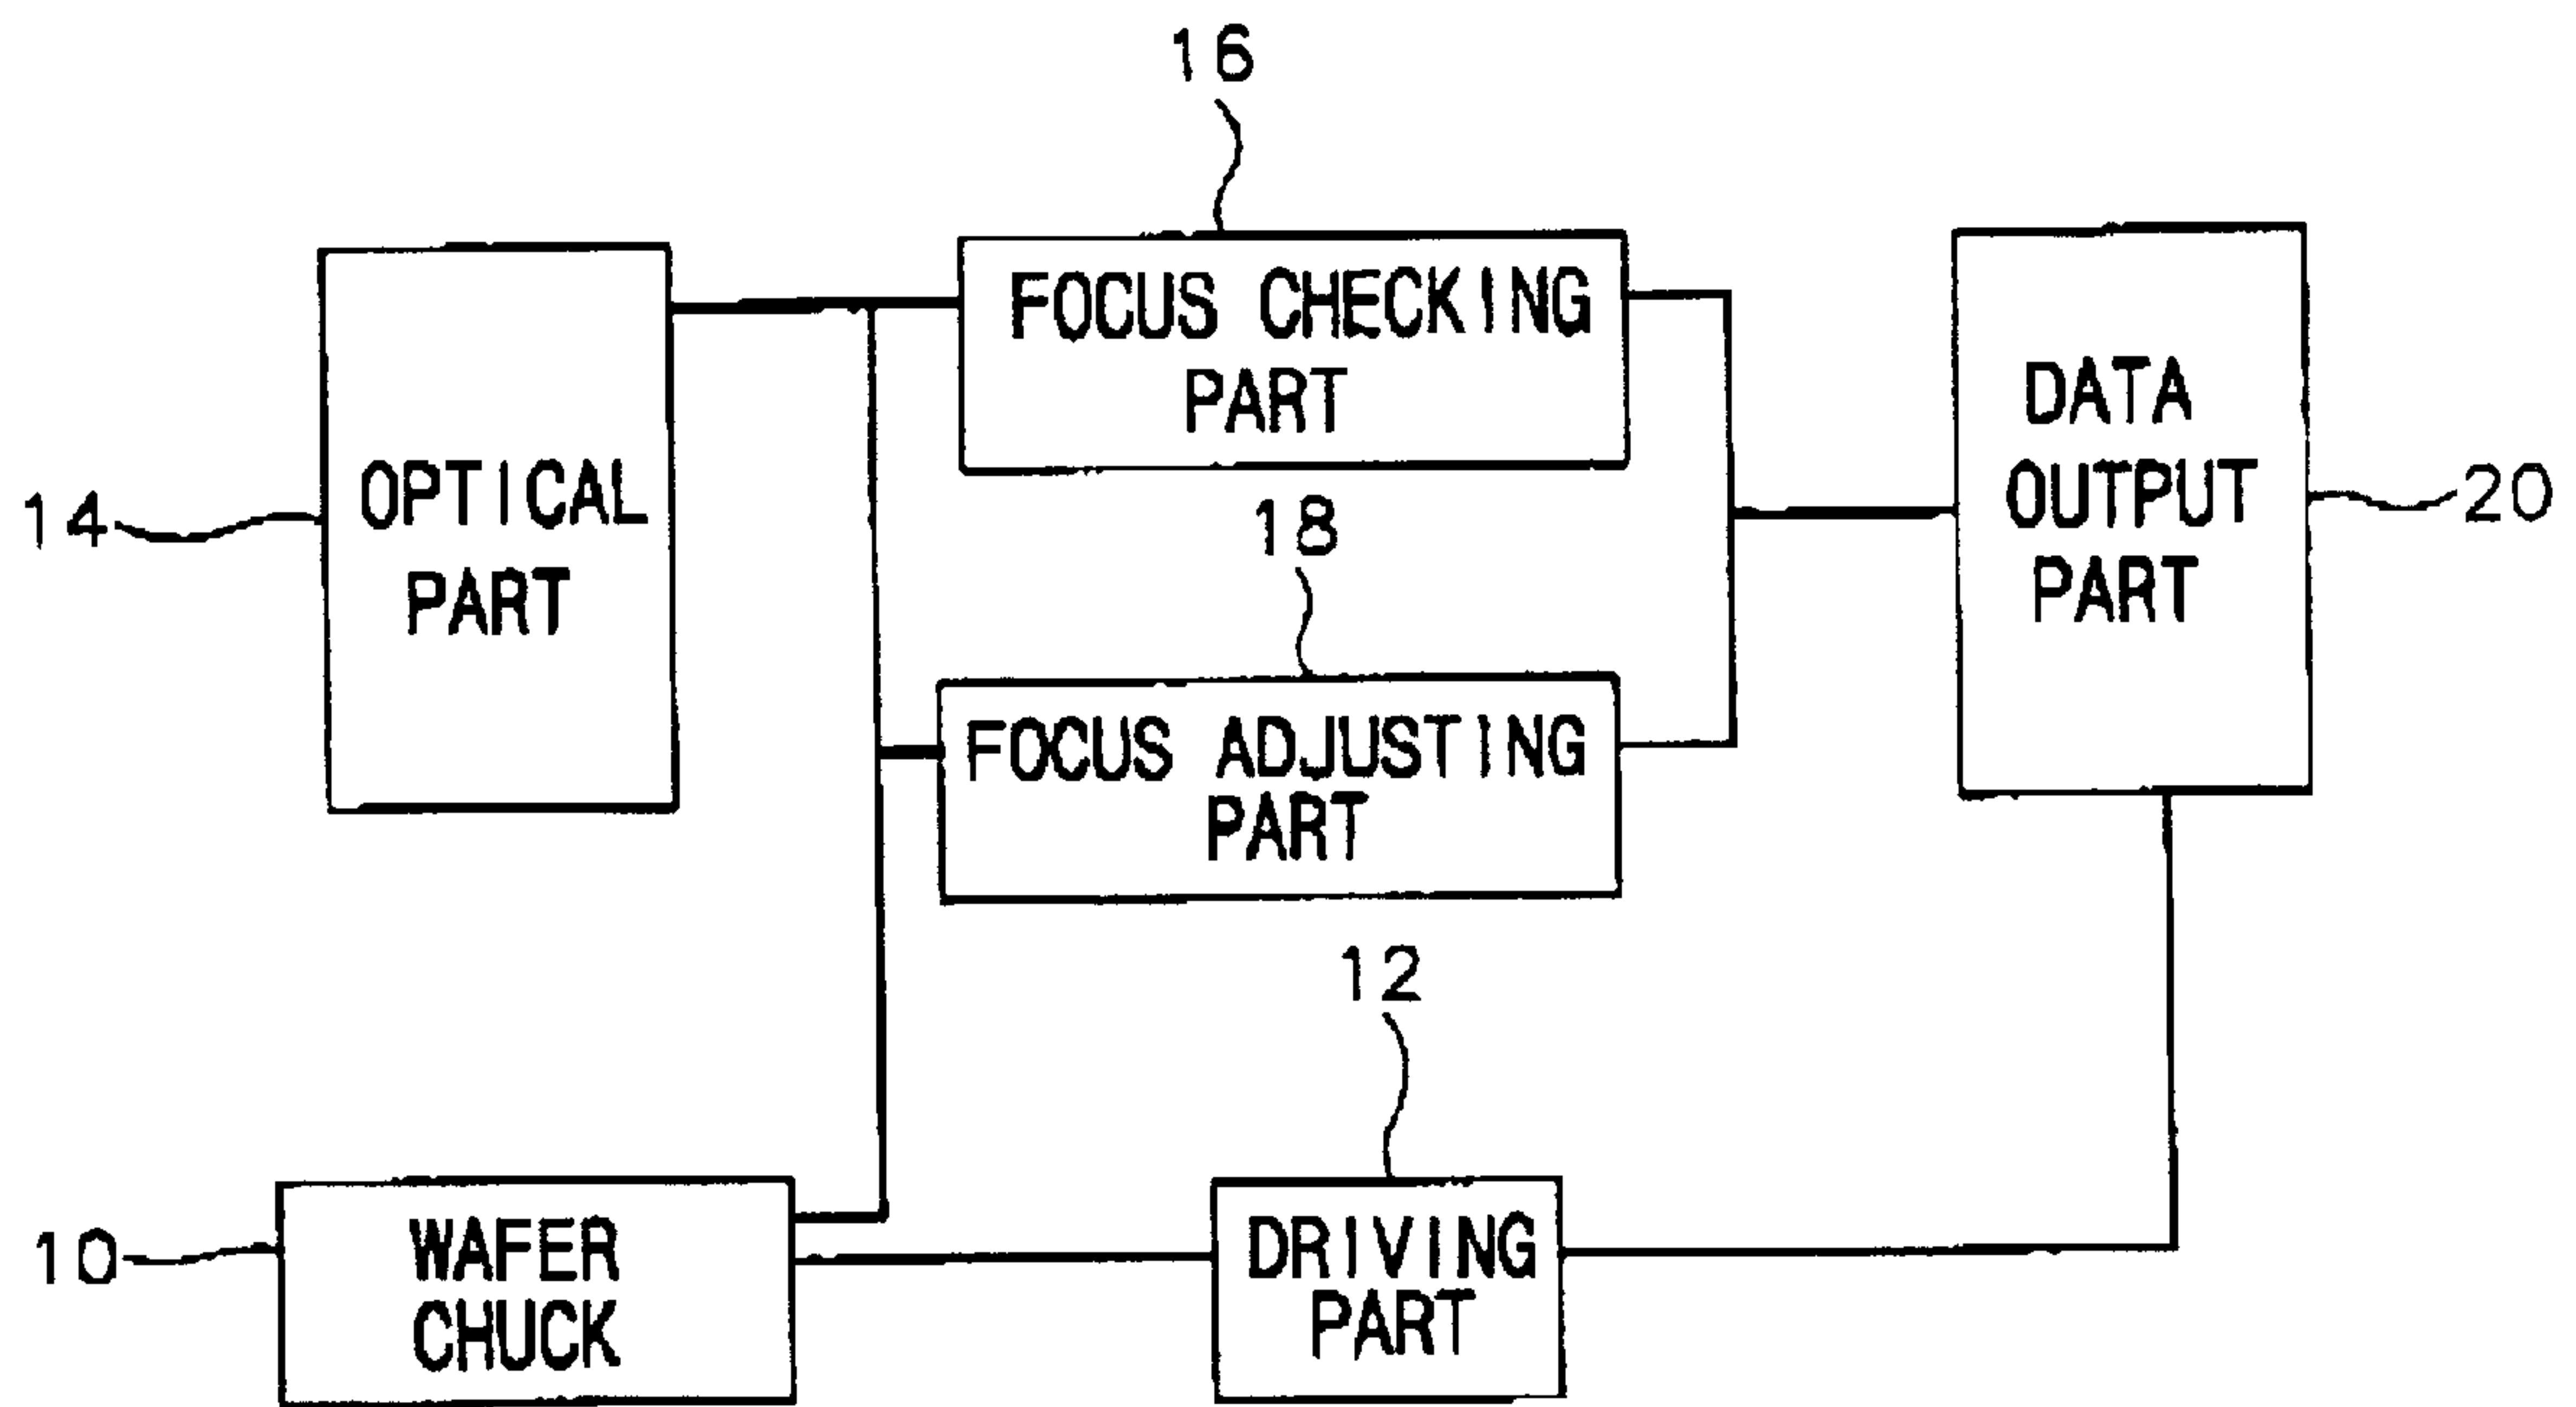 16
FOCUS CHECKING
PART
14
OPTICAL
PART
18
FOCUS ADJUSTING
PART
DATA
OUTPUT
PART
20
12
10
WAFER
CHUCK
DRIVING
PART